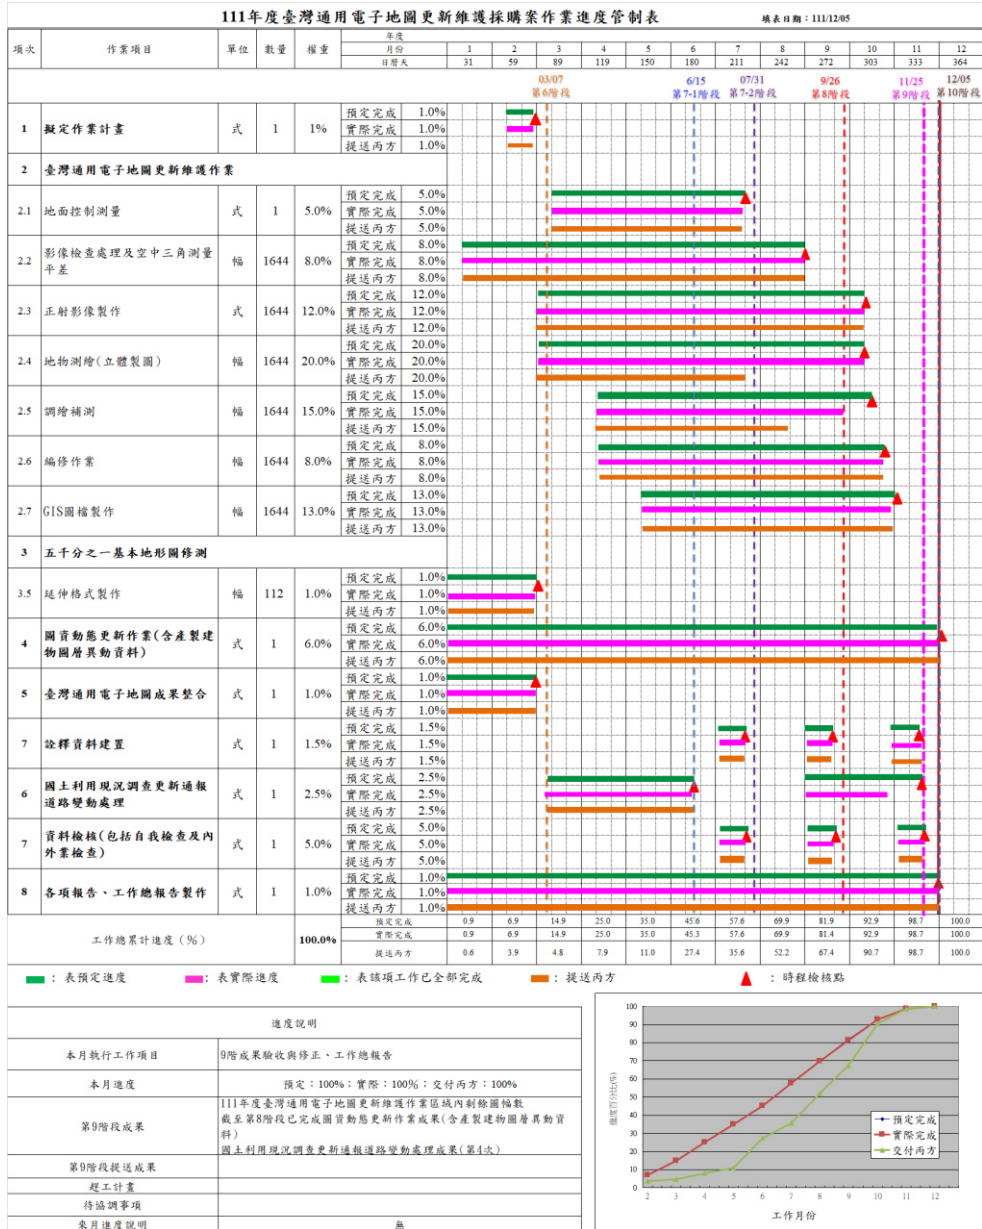 111年度臺灣通用電子地圖更新維護採購案作業進度管制表 填表日期：111/12/05
項次 作業項目 單位 數量 權重 年度
月份 1 2 3 4 5 6 7 8 9 10 11 12
日曆天 31 59 89 119 150 180 211 242 272 303 333 364
03/07 6/15 07/31 9/26 11/25 12/05
第6階段 第7-1階段 第7-2階段 第8階段 第9階段 第10階段
預定完成 1.0%
1 擬定作業計畫 式 1 1% 實際完成 1.0%
提送丙方 1.0%
2 臺灣通用電子地圖更新維護作業
預定完成 5.0%
2.1 地面控制測量 式 1 5.0% 實際完成 5.0%
提送丙方 5.0%
預定完成 8.0%
2.2 影像檢查處理及空中三角測量平差 幅 1644 8.0% 實際完成 8.0%
提送丙方 8.0%
預定完成 12.0%
2.3 正射影像製作 式 1644 12.0% 實際完成 12.0%
提送丙方 12.0%
預定完成 20.0%
2.4 地物測繪(立體製圖) 幅 1644 20.0% 實際完成 20.0%
提送丙方 20.0%
預定完成 15.0%
2.5 調繪補測 幅 1644 15.0% 實際完成 15.0%
提送丙方 15.0%
預定完成 8.0%
2.6 編修作業 幅 1644 8.0% 實際完成 8.0%
提送丙方 8.0%
預定完成 13.0%
2.7 GIS圖檔製作 幅 1644 13.0% 實際完成 13.0%
提送丙方 13.0%
3 五千分之一基本地形圖修測
預定完成 1.0%
3.5 延伸格式製作 幅 112 1.0% 實際完成 1.0%
提送丙方 1.0%
預定完成 6.0%
4 圖資動態更新作業(含產製建物圖層異動資料) 式 1 6.0% 實際完成 6.0%
提送丙方 6.0%
預定完成 1.0%
5 臺灣通用電子地圖成果整合 式 1 1.0% 實際完成 1.0%
提送丙方 1.0%
預定完成 1.5%
7 詮釋資料建置 式 1 1.5% 實際完成 1.5%
提送丙方 1.5%
預定完成 2.5%
6 國土利用現況調查更新通報道路變動處理 式 1 2.5% 實際完成 2.5%
提送丙方 2.5%
預定完成 5.0%
7 資料檢核(包括自我檢查及內外業檢查) 式 1 5.0% 實際完成 5.0%
提送丙方 5.0%
預定完成 1.0%
8 各項報告、工作總報告製作 式 1 1.0% 實際完成 1.0%
提送丙方 1.0%
預定完成 0.9 6.9 14.9 25.0 35.0 45.6 57.6 69.9 81.9 92.9 98.7 100.0
工作總累計進度（%） 100.0% 實際完成 0.9 6.9 14.9 25.0 35.0 45.3 57.6 69.9 81.4 92.9 98.7 100.0
提送丙方 0.6 3.9 4.8 7.9 11.0 27.4 35.6 52.2 67.4 90.7 98.7 100.0
：表預定進度 ：表實際進度 ：表該項工作已全部完成 ：提送丙方 ：時程檢核點
進度說明
本月執行工作項目 9階成果驗收與修正、工作總報告
本月進度 預定：100%；實際：100%；交付丙方：100%
第9階段成果 111年度臺灣通用電子地圖更新維護作業區域內剩餘圖幅數
截至第8階段已完成圖資動態更新作業成果(含產製建物圖層異動資料)
國土利用現況調查更新通報道路變動處理成果(第4次)
第9階段提送成果
趕工計畫
待協調事項
來月進度說明 無
進度百分比(%)
100
90
80
70
60
50
40
30
20
10
0
2 3 4 5 6 7 8 9 10 11 12
工作月份
預定完成
實際完成
交付丙方